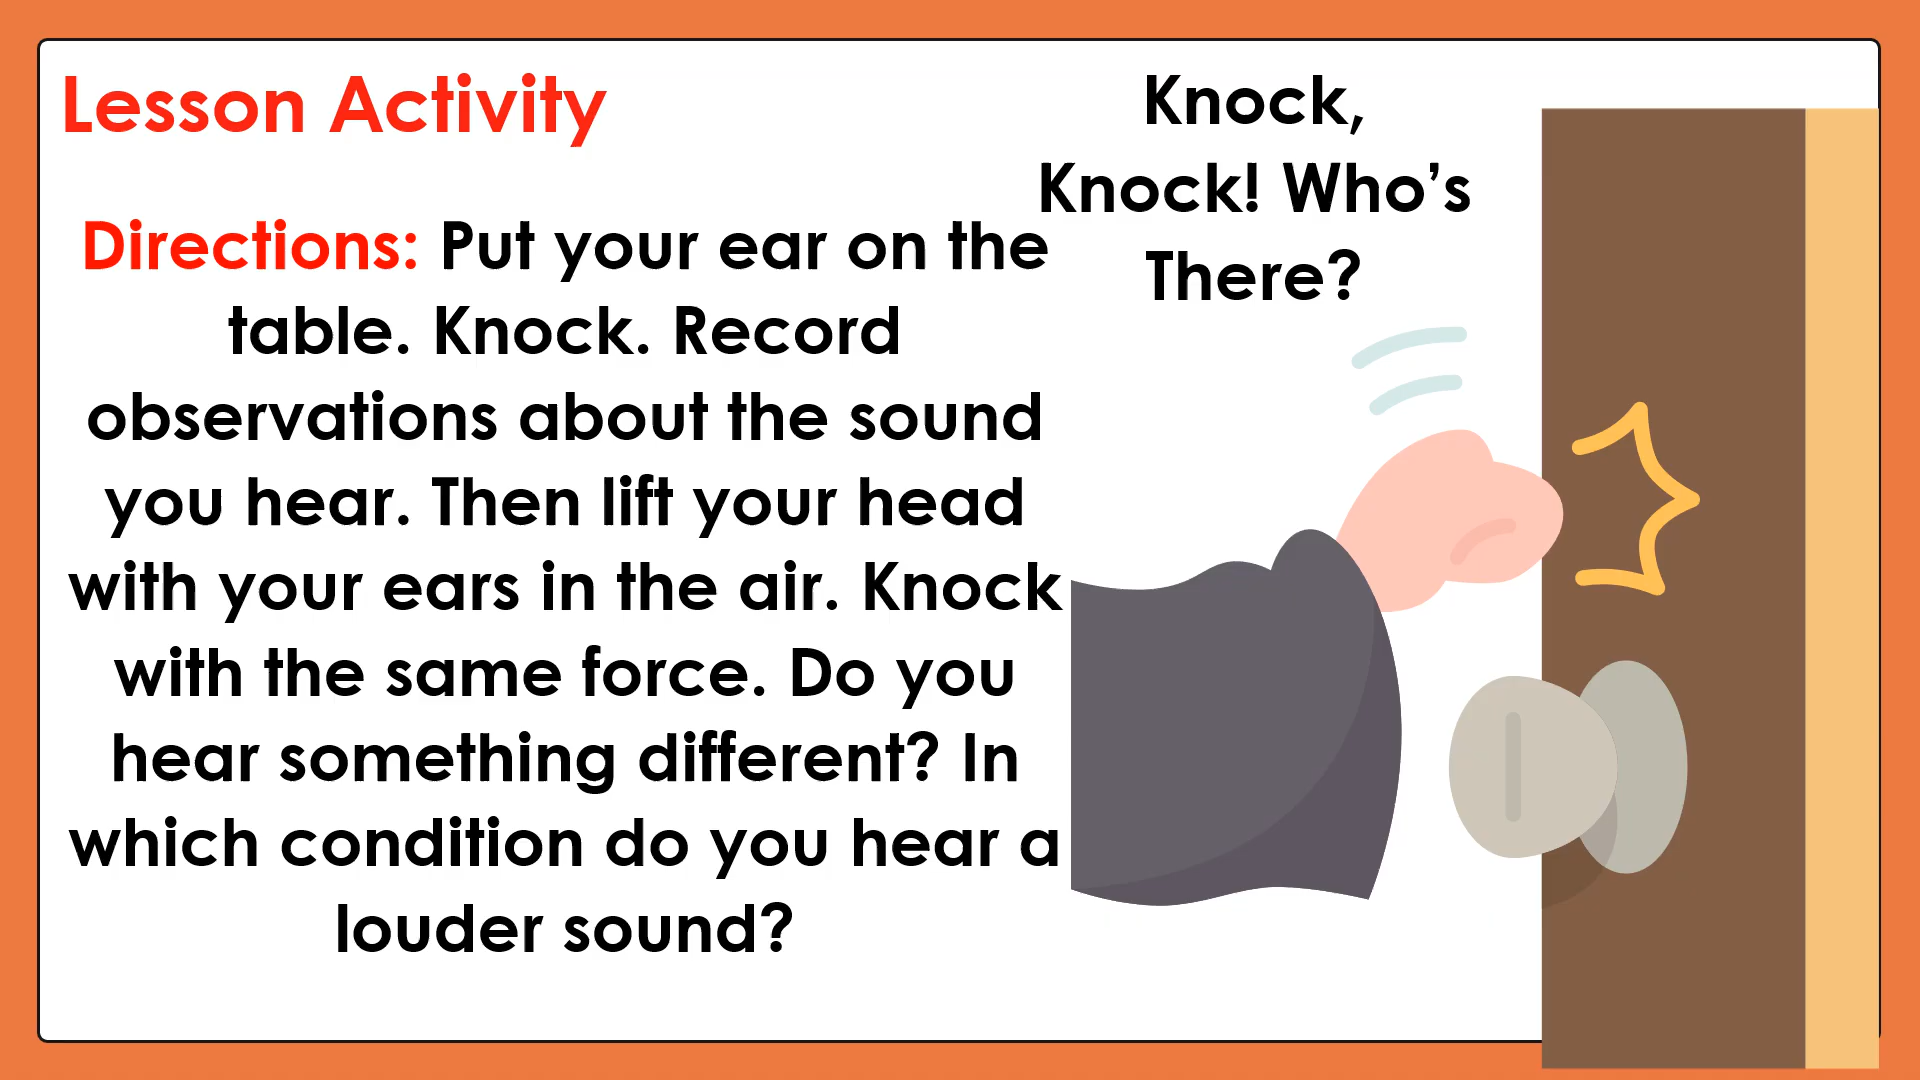 Lesson Activity
Directions: Put your ear on the
table. Knock. Record
observations about the sound
you hear. Then lift your head
with your ears in the air. Knock
with the same force. Do you
hear something different? In
which condition do you hear a
louder sound?
Knock,
Knock! Who’s
There?